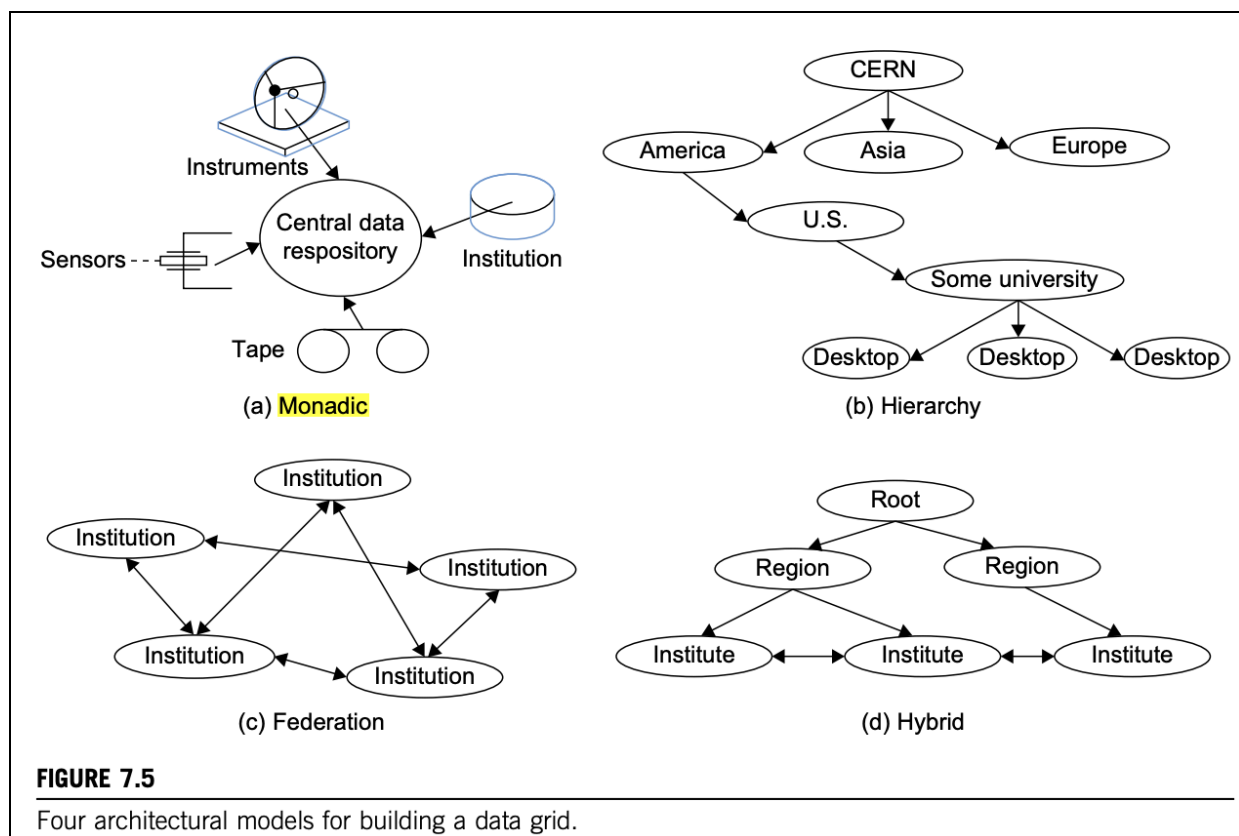 Instruments
Central data
respository
Institution
Sensors
Tape
(a) Monadic
CERN
America
Asia
Europe
U.S.
Some university
Desktop
Desktop
Desktop
(b) Hierarchy
Institution
Institution
Institution
Institution
Institution
(c) Federation
Root
Region
Region
Institute
Institute
Institute
(d) Hybrid
FIGURE 7.5
Four architectural models for building a data grid.